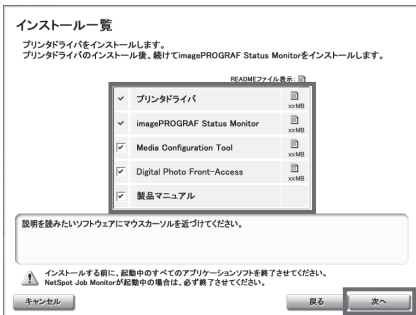 インストール一覧
プリンタドライバをインストールします。
プリンタドライバのインストール後、続けてimagePROGRAF Status Monitorをインストールします。
READMEファイル表示:
プリンタドライバ
xxMB
imagePROGRAF Status Monitor
xxMB
Media Configuration Tool
xxMB
Digital Photo Front-Access
xxMB
製品マニュアル
説明を読みたいソフトウェアにマウスカーソルを近づけてください。
インストールする前に、起動中のすべてのアプリケーションソフトを終了させてください。
NetSpot Job Monitorが起動中の場合は、必ず終了させてください。
キャンセル
戻る
次へ